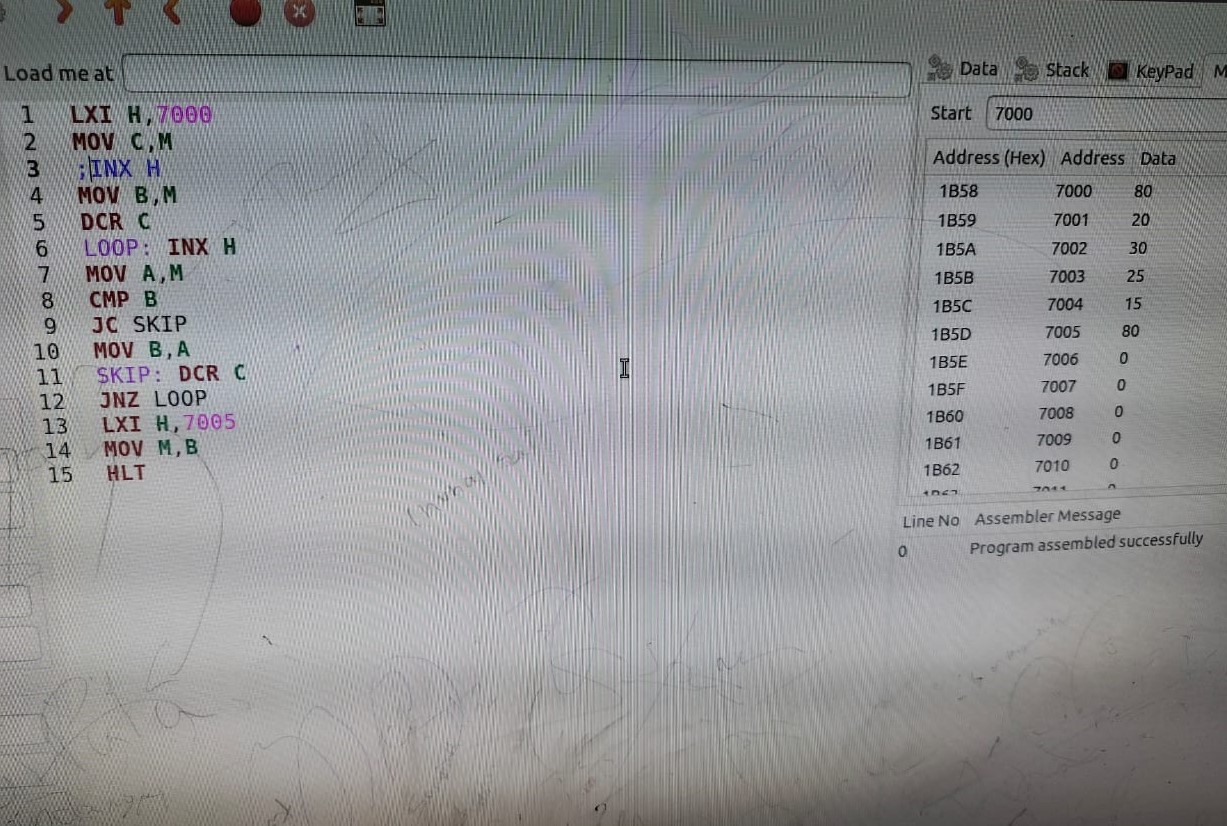 Load me at
1 LXI H,7000
2 MOV C,M
3 ;INX H
4 MOV B,M
5 DCR C
6 LOOP: INX H
7 MOV A,M
8 CMP B
9 JC SKIP
10 MOV B,A
11 SKIP: DCR C
12 JNZ LOOP
13 LXI H,7005
14 MOV M,B
15 HLT
Data Stack KeyPad
Start 7000
Address (Hex) Address Data
1B58 7000 80
1B59 7001 20
1B5A 7002 30
1B5B 7003 25
1B5C 7004 15
1B5D 7005 80
1B5E 7006 0
1B5F 7007 0
1B60 7008 0
1B61 7009 0
1B62 7010 0
Line No Assembler Message
0 Program assembled successfully